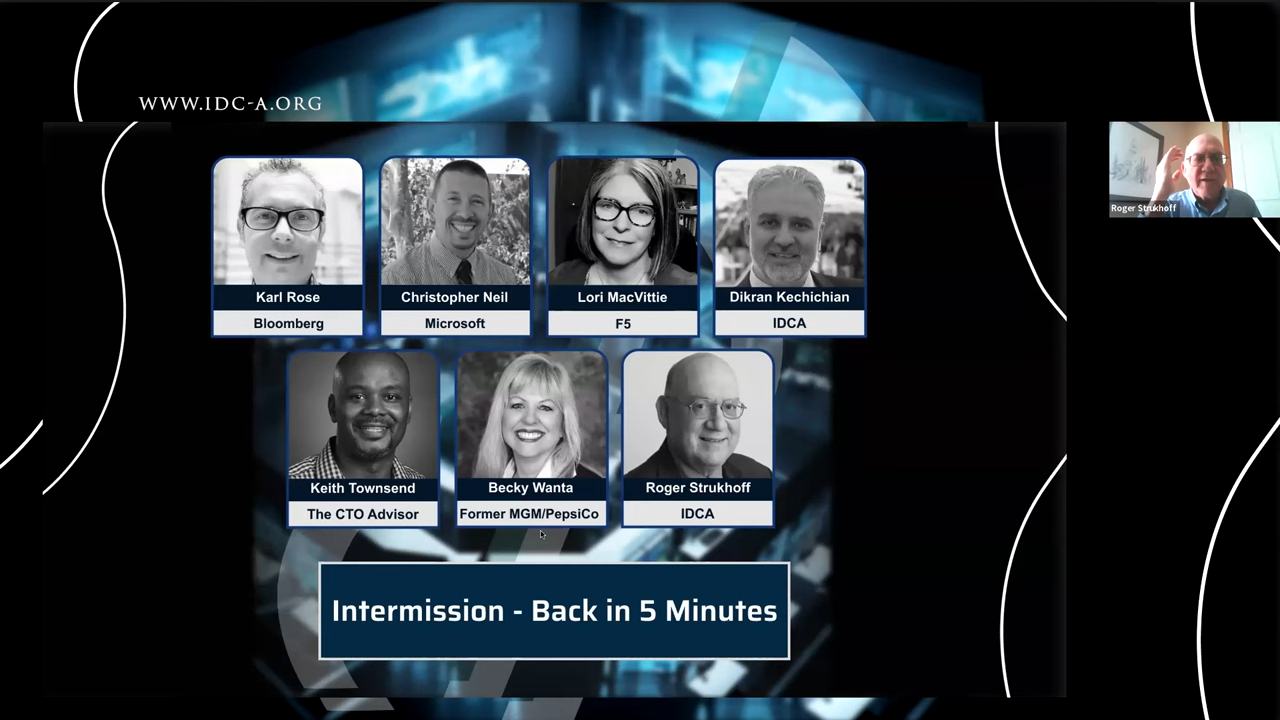 WWW.IDC-A.ORG
Roger Strukhoff
Karl Rose
Bloomberg
Christopher Neil
Microsoft
Lori MacVittie
F5
Dikran Kechichian
IDCA
Keith Townsend
The CTO Advisor
Becky Wanta
Former MGM/PepsiCo
Roger Strukhoff
IDCA
Intermission - Back in 5 Minutes